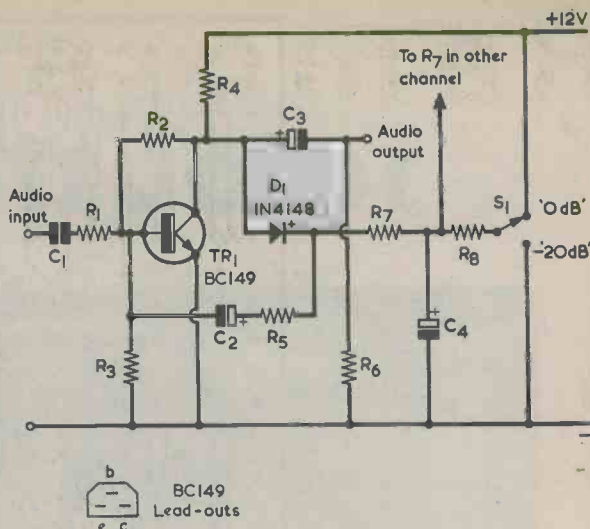 +12V
To R7 in other
channel
R4
R2
C3
Audio
output
D1
1N4148
Audio
input
R1
C1
TR1
BC149
R7
S1
'0dB'
R8
-'20dB'
C2
R5
C4
R3
R6
b
BC149
Lead-outs
e c